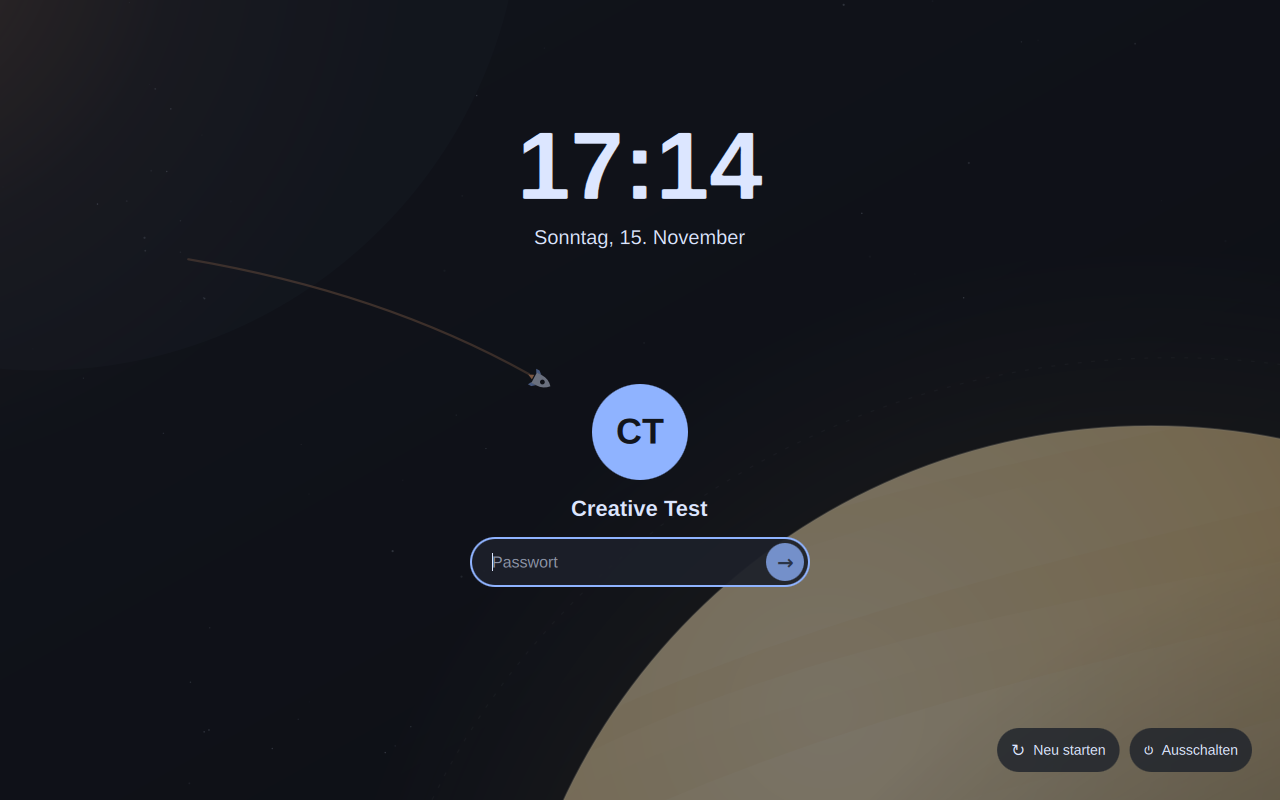 17:14
Sonntag, 15. November
CT
Creative Test
Passwort
Neu starten
Ausschalten